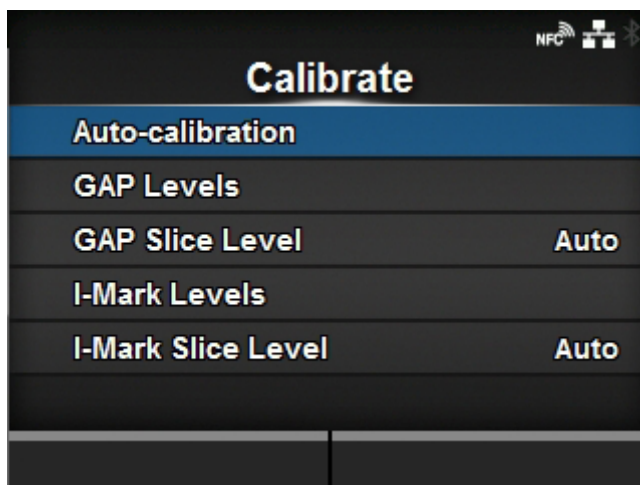 NFC
Calibrate
Auto-calibration
GAP Levels
GAP Slice Level Auto
I-Mark Levels
I-Mark Slice Level Auto